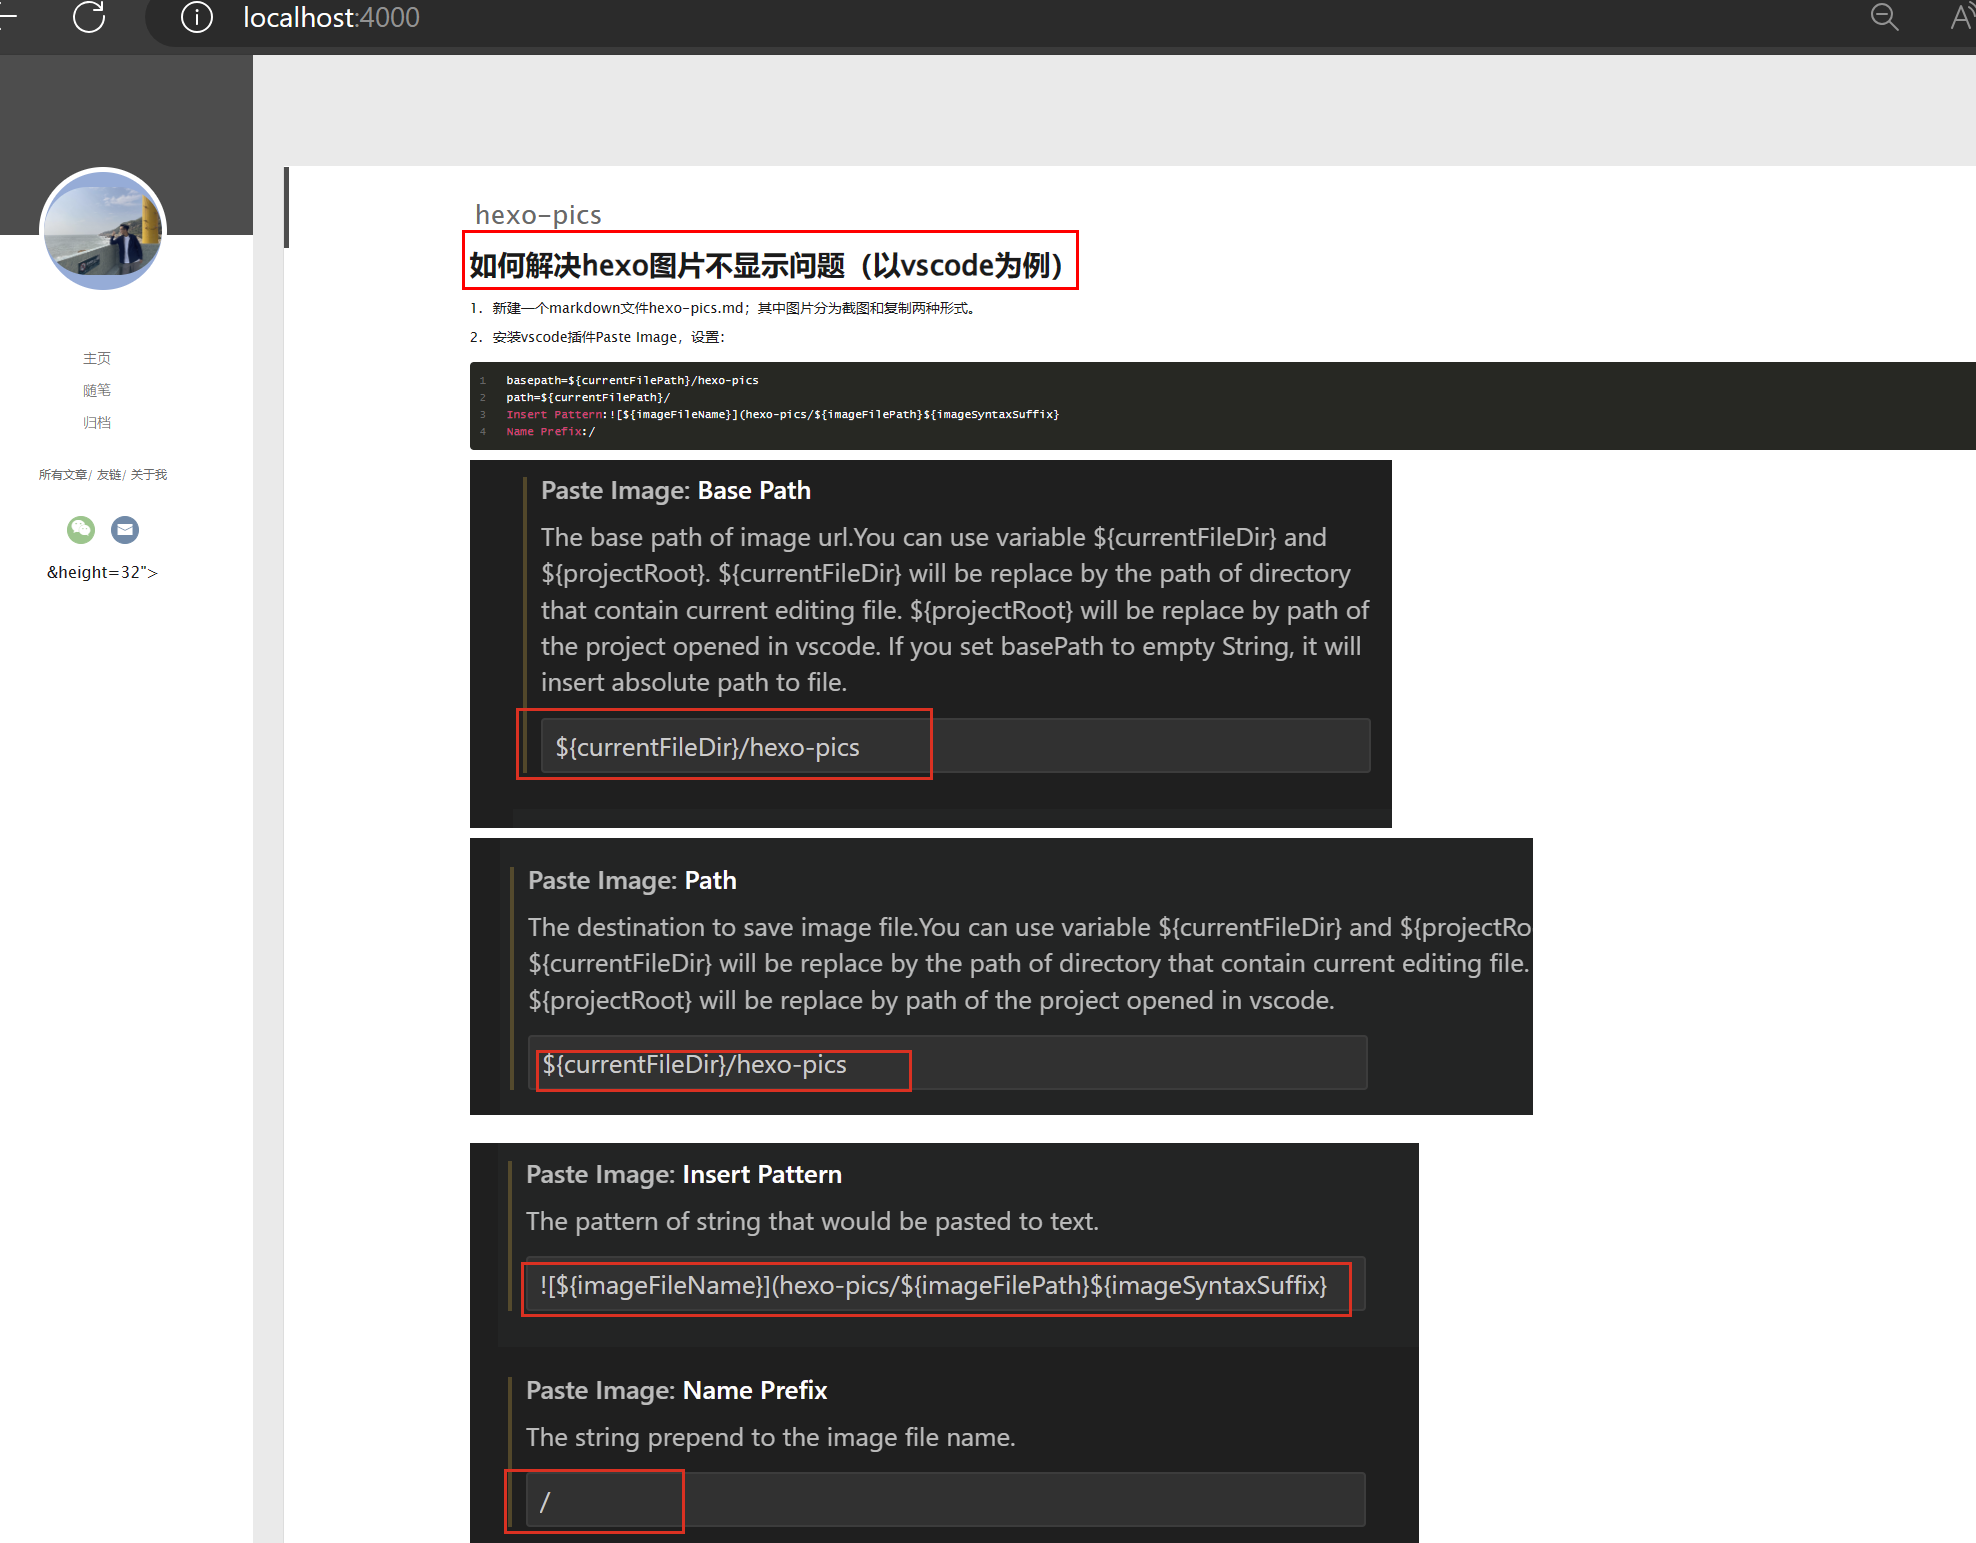 localhost:4000
主页
随笔
归档
所有文章/ 友链/ 关于我
&height=32">
hexo-pics
如何解决hexo图片不显示问题（以vscode为例）
1. 新建一个markdown文件hexo-pics.md；其中图片分为截图和复制两种形式。
2. 安装vscode插件Paste Image，设置：
1 basepath=${currentFilePath}/hexo-pics
2 path=${currentFilePath}/
3 Insert Pattern:![${imageFileName}](hexo-pics/${imageFilePath}${imageSyntaxSuffix}
4 Name Prefix:/
Paste Image: Base Path
The base path of image url.You can use variable ${currentFileDir} and
${projectRoot}. ${currentFileDir} will be replace by the path of directory
that contain current editing file. ${projectRoot} will be replace by path of
the project opened in vscode. If you set basePath to empty String, it will
insert absolute path to file.
${currentFileDir}/hexo-pics
Paste Image: Path
The destination to save image file.You can use variable ${currentFileDir} and ${projectRo
${currentFileDir} will be replace by the path of directory that contain current editing file.
${projectRoot} will be replace by path of the project opened in vscode.
${currentFileDir}/hexo-pics
Paste Image: Insert Pattern
The pattern of string that would be pasted to text.
![${imageFileName}](hexo-pics/${imageFilePath}${imageSyntaxSuffix}
Paste Image: Name Prefix
The string prepend to the image file name.
/